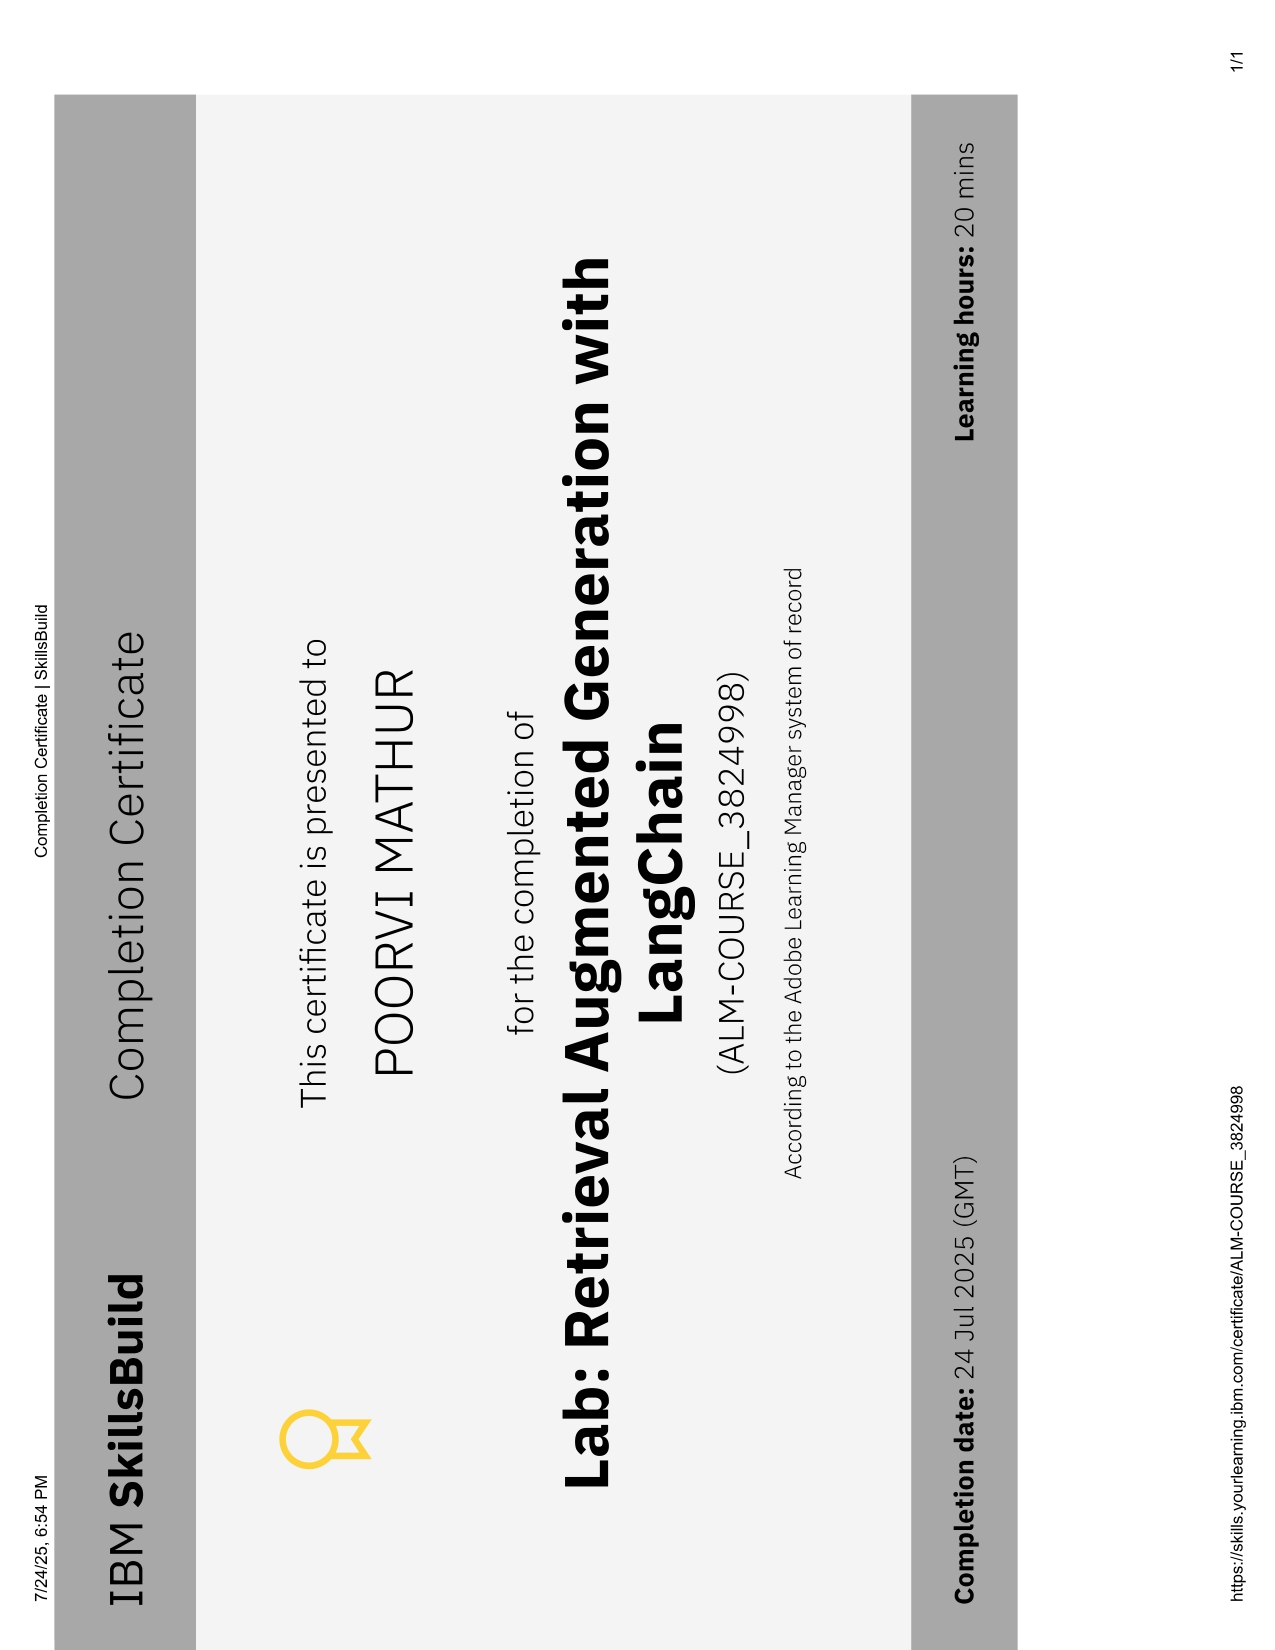 7/24/25, 6:54 PM
Completion Certificate | SkillsBuild
IBM SkillsBuild
Completion Certificate
This certificate is presented to
POORVI MATHUR
for the completion of
Lab: Retrieval Augmented Generation with
LangChain
(ALM-COURSE_3824998)
According to the Adobe Learning Manager system of record
Completion date: 24 Jul 2025 (GMT)
Learning hours: 20 mins
https://skills.yourlearning.ibm.com/certificate/ALM-COURSE_3824998
1/1